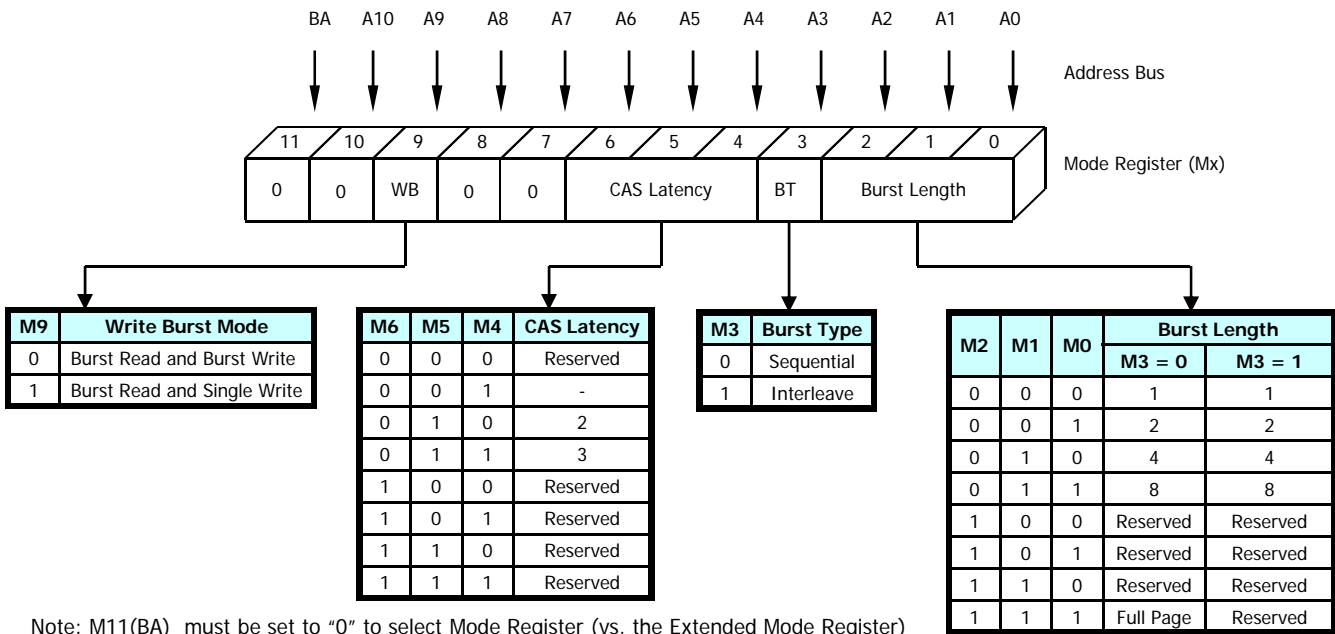 BA A10 A9 A8 A7 A6 A5 A4 A3 A2 A1 A0
Address Bus
11 10 9 8 7 6 5 4 3 2 1 0
Mode Register (Mx)
0 0 WB 0 0 CAS Latency BT Burst Length
M9 Write Burst Mode
0 Burst Read and Burst Write
1 Burst Read and Single Write
M6 M5 M4 CAS Latency
0 0 0 Reserved
0 0 1 -
0 1 0 2
0 1 1 3
1 0 0 Reserved
1 0 1 Reserved
1 1 0 Reserved
1 1 1 Reserved
M3 Burst Type
0 Sequential
1 Interleave
M2 M1 M0 Burst Length
M3 = 0 M3 = 1
0 0 0 1 1
0 0 1 2 2
0 1 0 4 4
0 1 1 8 8
1 0 0 Reserved Reserved
1 0 1 Reserved Reserved
1 1 0 Reserved Reserved
1 1 1 Full Page Reserved
Note: M11(BA) must be set to “0” to select Mode Register (vs. the Extended Mode Register)